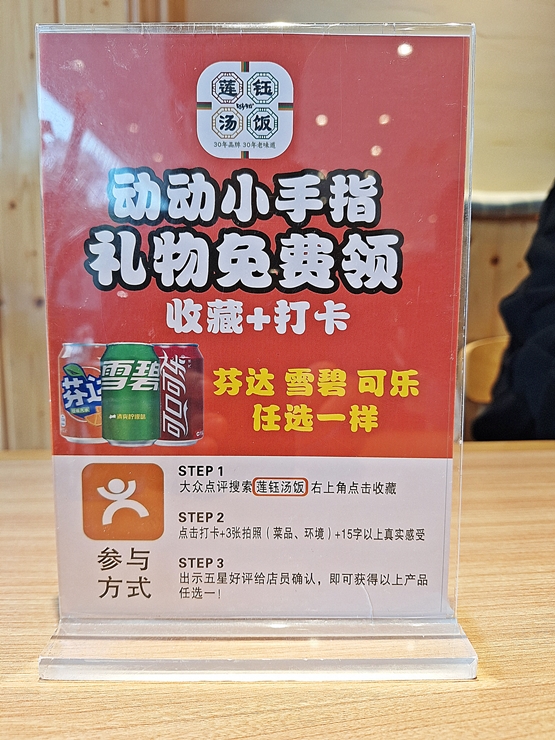 莲 钰
汤 饭
30年品牌 30年老味道
动动小手指
礼物免费领
收藏+打卡
芬达 雪碧 可口可乐
芬达 雪碧 可乐
任选一样
STEP 1
大众点评搜索 莲钰汤饭 右上角点击收藏
STEP 2
点击打卡+3张拍照（菜品、环境）+15字以上真实感受
参与
方式
STEP 3
出示五星好评给店员确认，即可获得以上产品
任选一！